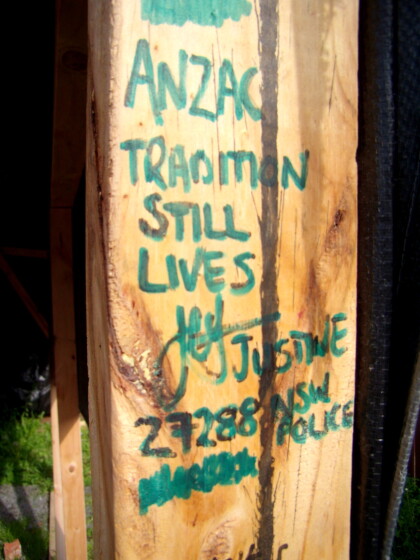 ANZAC
TRADITION
STILL
LIVES
JUSTINE
27288 NSW
POLICE